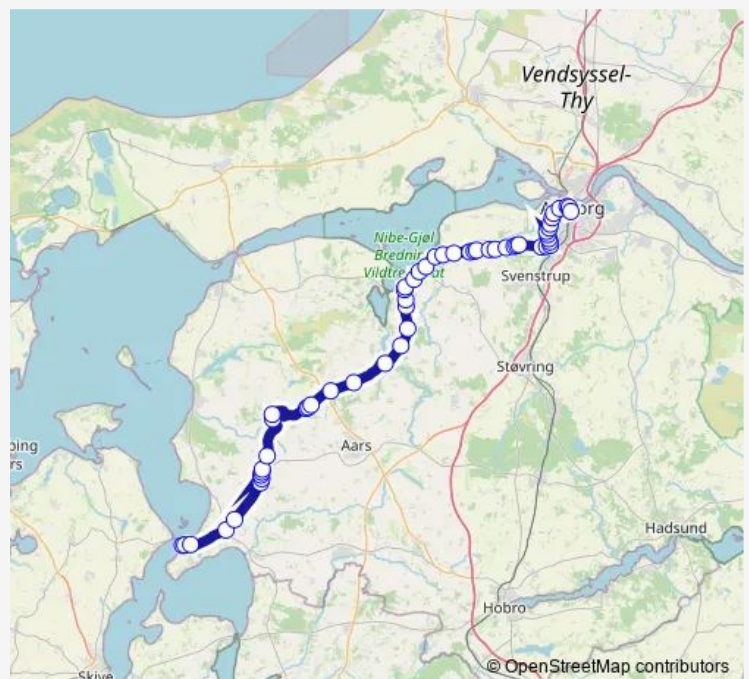 Vendsyssel-
Thy
Nibe-Gjøl
Svenstrup
Støvring
Aars
Hadsund
Hobro
Skive
© OpenStreetMap contributors